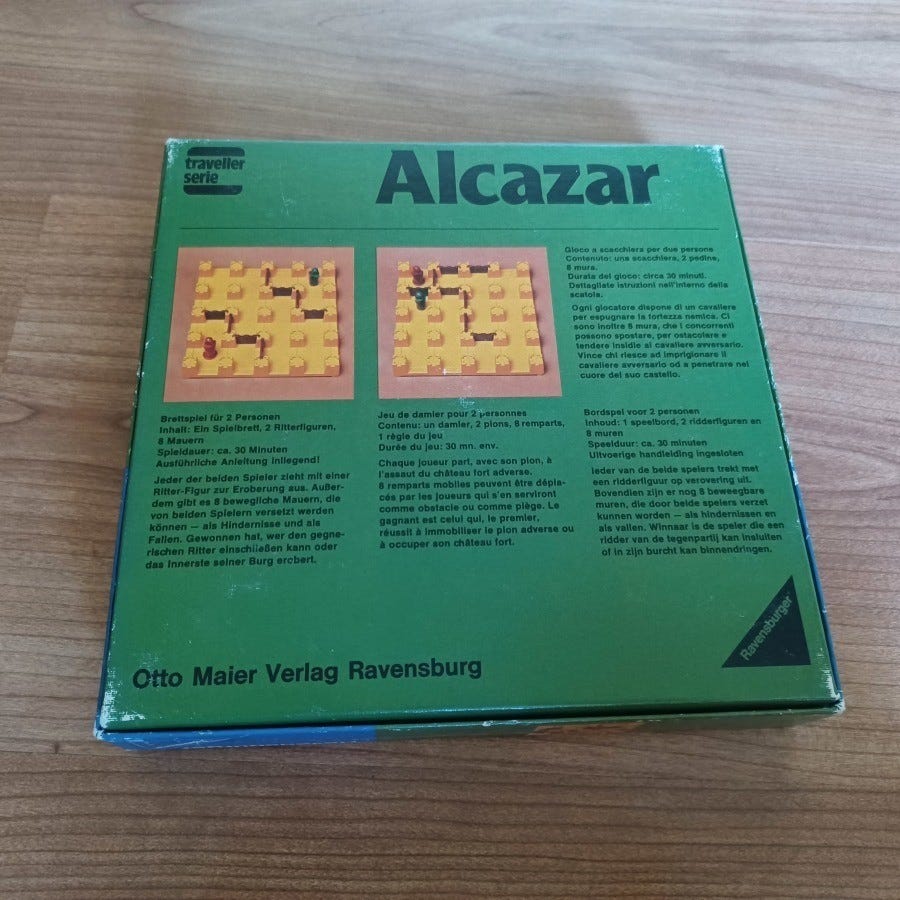 traveller
serie
Alcazar
Gioco a scacchiera per due persone
Contenuto: una scacchiera, 2 pedine,
8 mura.
Durata del gioco: circa 30 minuti.
Dettagliate istruzioni nell'interno della
scatola.
Ogni giocatore dispone di un cavaliere
per espugnare la fortezza nemica. Ci
sono inoltre 8 mura, che i concorrenti
possono spostare, per ostacolare e
tendere insidie al cavaliere avversario.
Vince chi riesce ad imprigionare il
cavaliere avversario od a penetrare nel
cuore del suo castello.
Brettspiel für 2 Personen
Inhalt: Ein Spielbrett, 2 Ritterfiguren,
8 Mauern
Spieldauer: ca. 30 Minuten
Ausführliche Anleitung inliegend!
Jeder der beiden Spieler zieht mit einer
Ritter-Figur zur Eroberung aus. Außer-
dem gibt es 8 bewegliche Mauern, die
von beiden Spielern versetzt werden
können — als Hindernisse und als
Fallen. Gewonnen hat, wer den gegne-
rischen Ritter einschließen kann oder
das Innerste seiner Burg erobert.
Jeu de damier pour 2 personnes
Contenu: un damier, 2 pions, 8 remparts,
1 règle du jeu
Durée du jeu: 30 mn. env.
Chaque joueur part, avec son pion, à
l'assaut du château fort adverse.
8 remparts mobiles peuvent être dépla-
cés par les joueurs qui s'en serviront
comme obstacle ou comme piège. Le
gagnant est celui qui, le premier,
réussit à immobiliser le pion adverse ou
à occuper son château fort.
Bordspel voor 2 personen
Inhoud: 1 speelbord, 2 ridderfiguren en
8 muren
Speelduur: ca. 30 minuten
Uitvoerige handleiding ingesloten
Ieder van de beide spelers trekt met
een ridderfiguur op verovering uit.
Bovendien zijn er nog 8 beweegbare
muren, die door beide spelers verzet
kunnen worden — als hindernissen en
als vallen. Winnaar is de speler die een
ridder van de tegenpartij kan insluiten
of in zijn burcht kan binnendringen.
Ravensburger
Otto Maier Verlag Ravensburg